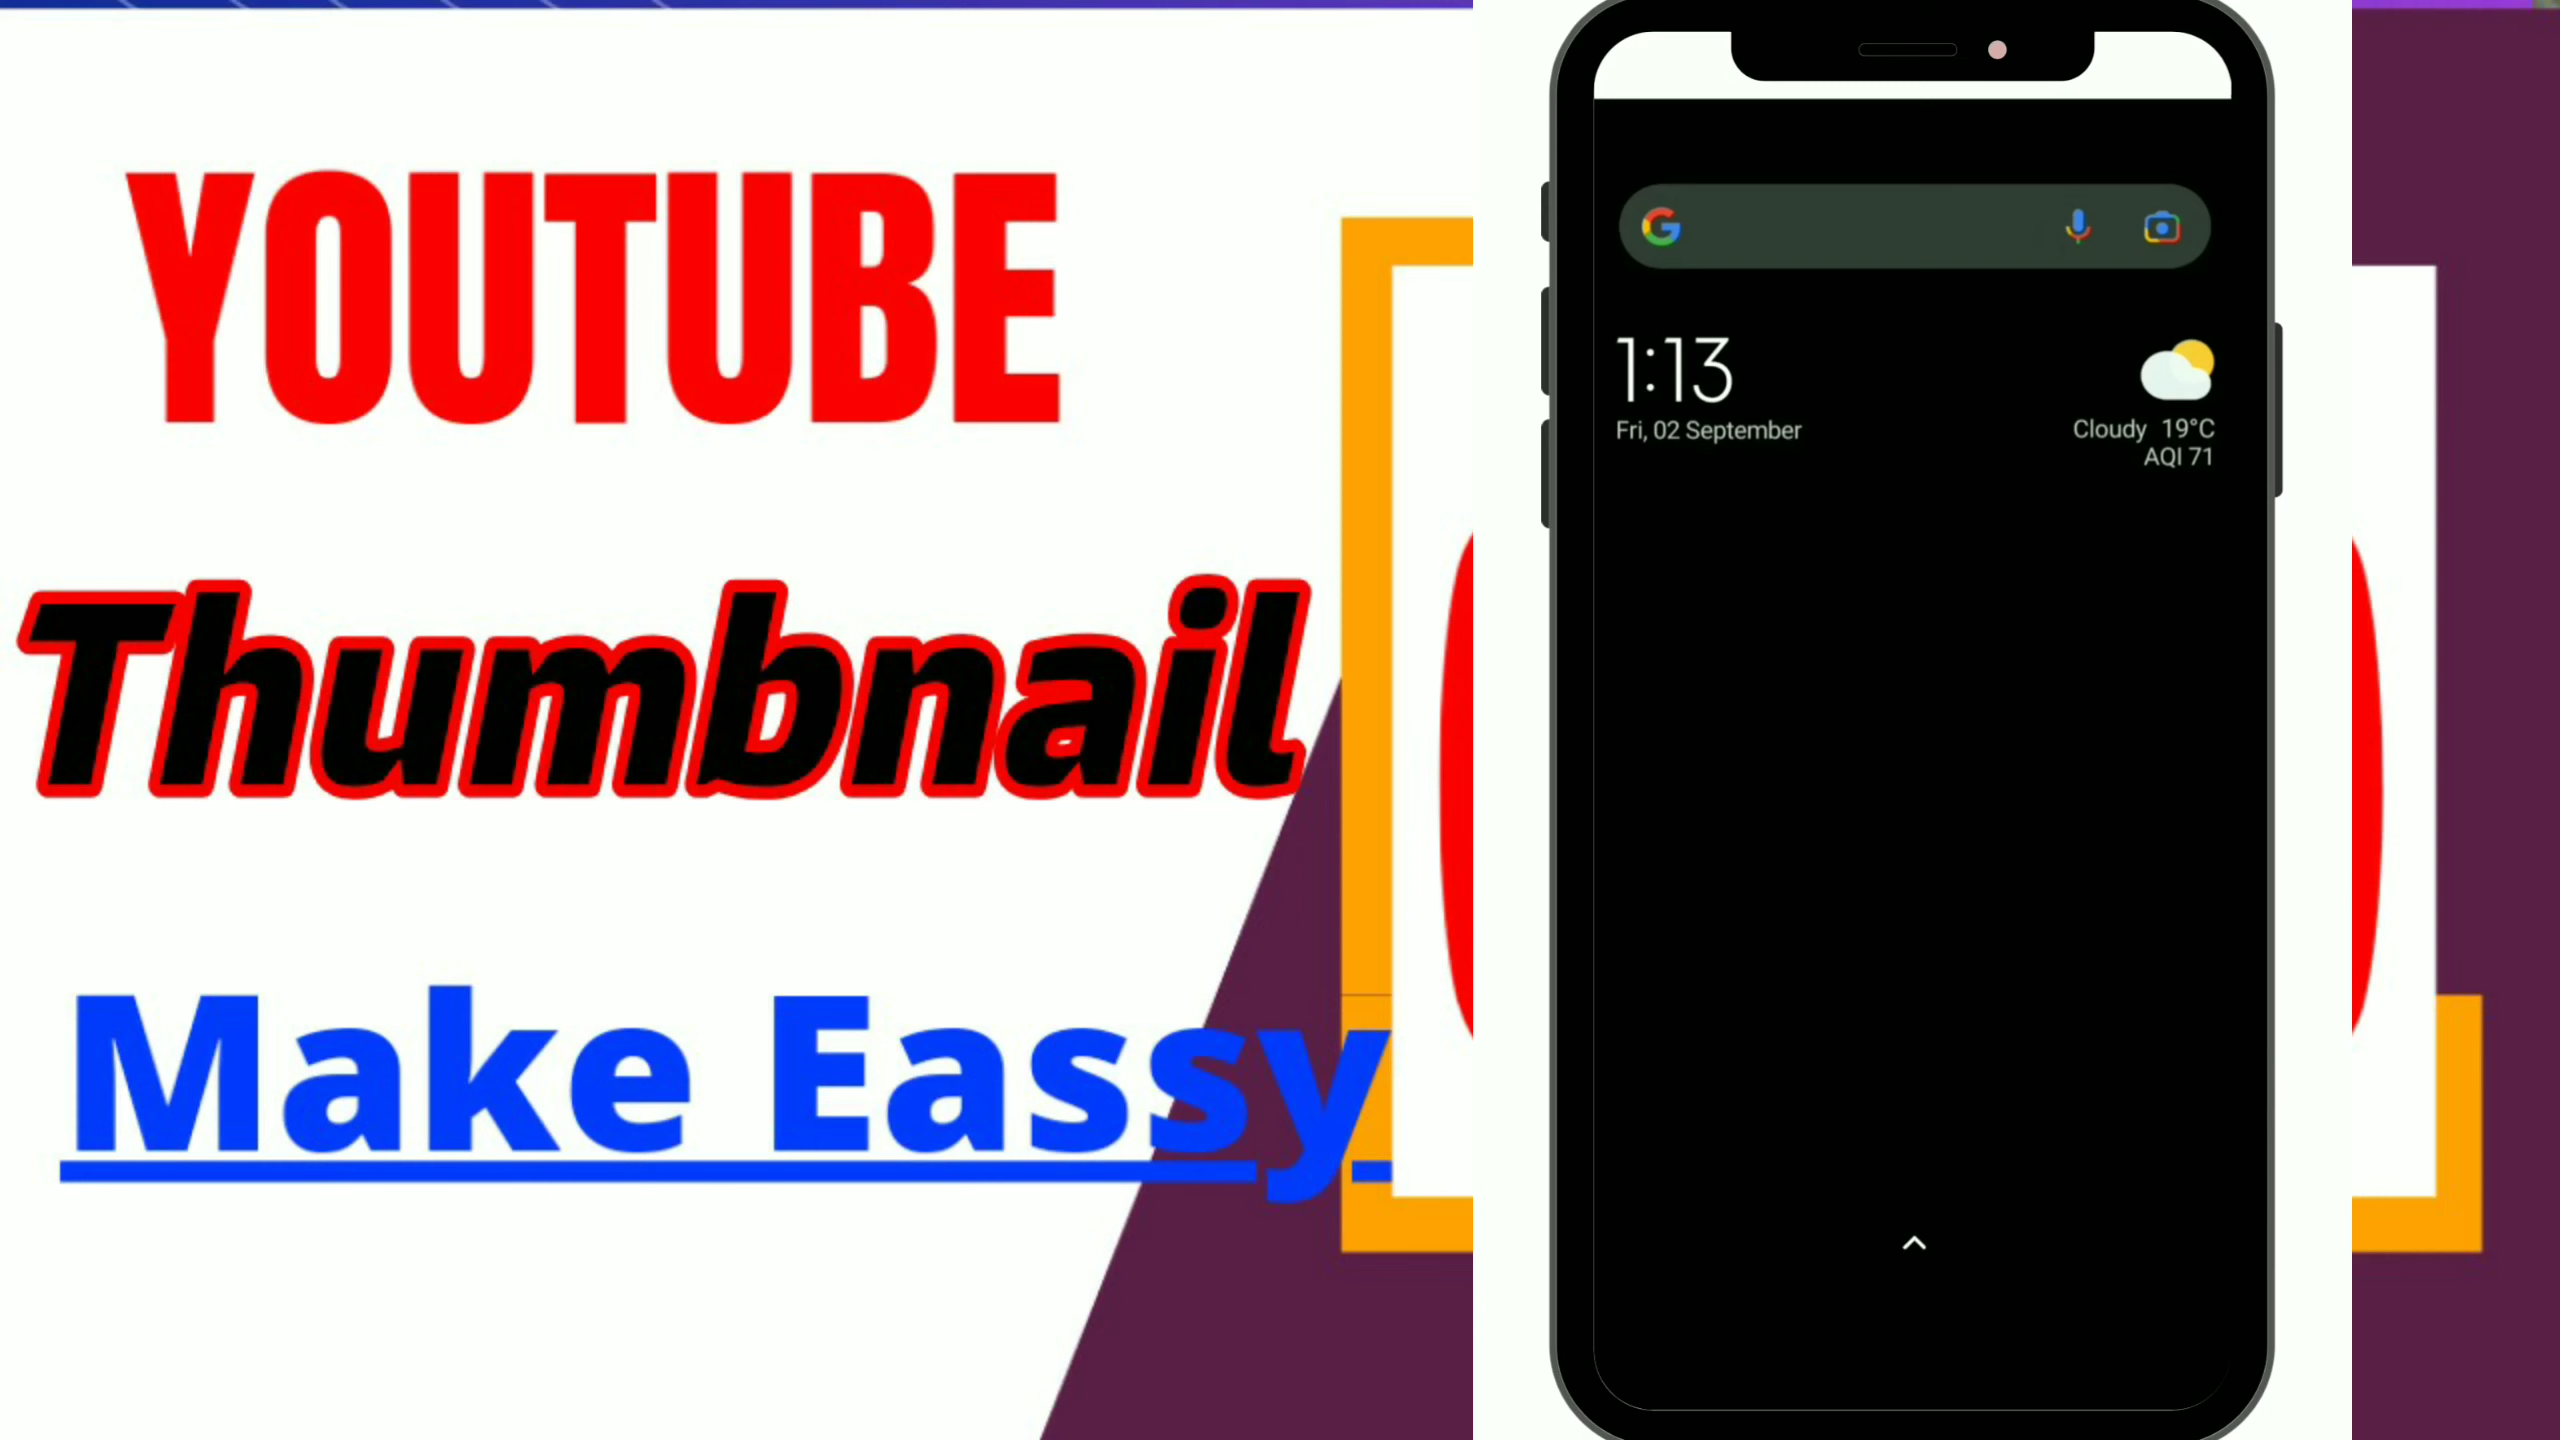 YOUTUBE
Thumbnail
Make Eassy
1:13
Fri, 02 September
Cloudy 19°C
AQI 71